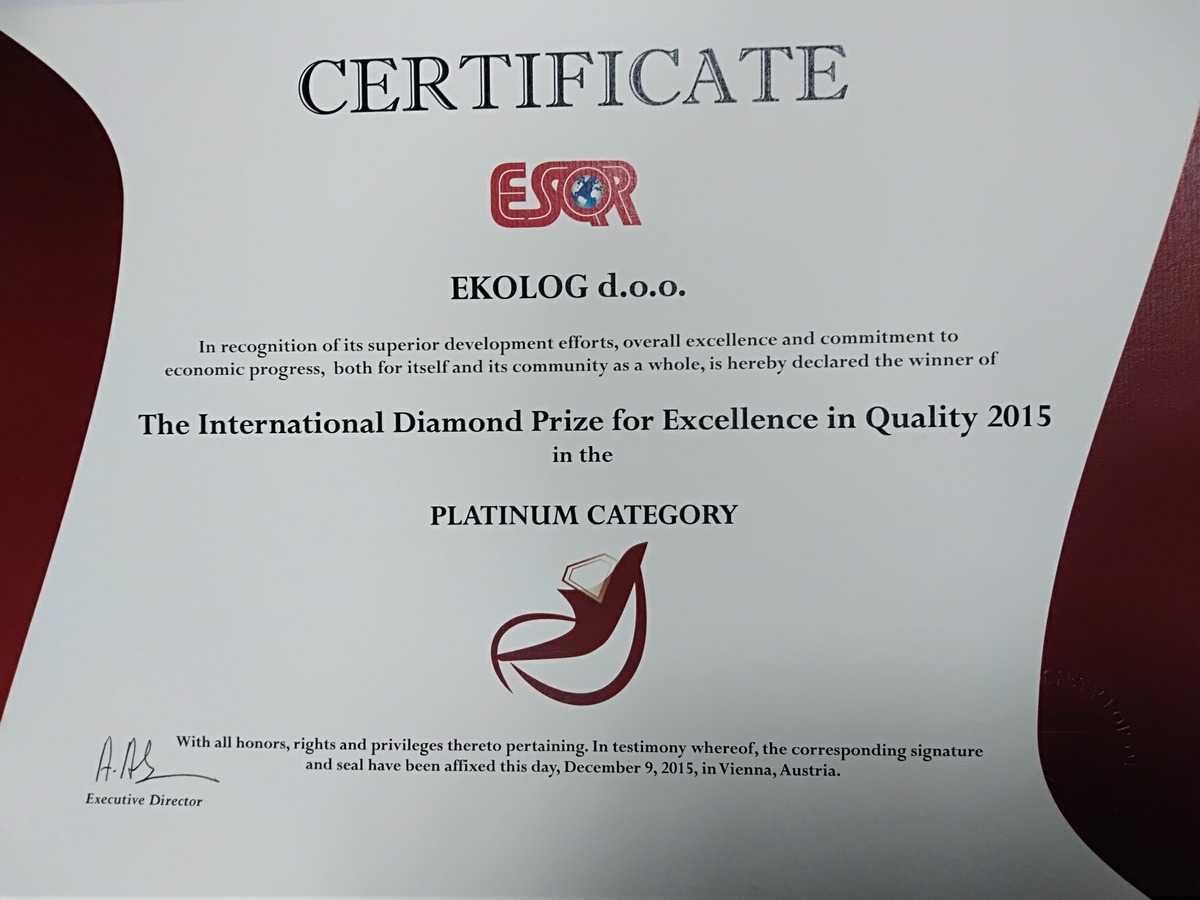 CERTIFICATE
ESQR
EKOLOG d.o.o.
In recognition of its superior development efforts, overall excellence and commitment to
economic progress, both for itself and its community as a whole, is hereby declared the winner of
The International Diamond Prize for Excellence in Quality 2015
in the
PLATINUM CATEGORY
With all honors, rights and privileges thereto pertaining. In testimony whereof, the corresponding signature
and seal have been affixed this day, December 9, 2015, in Vienna, Austria.
Executive Director